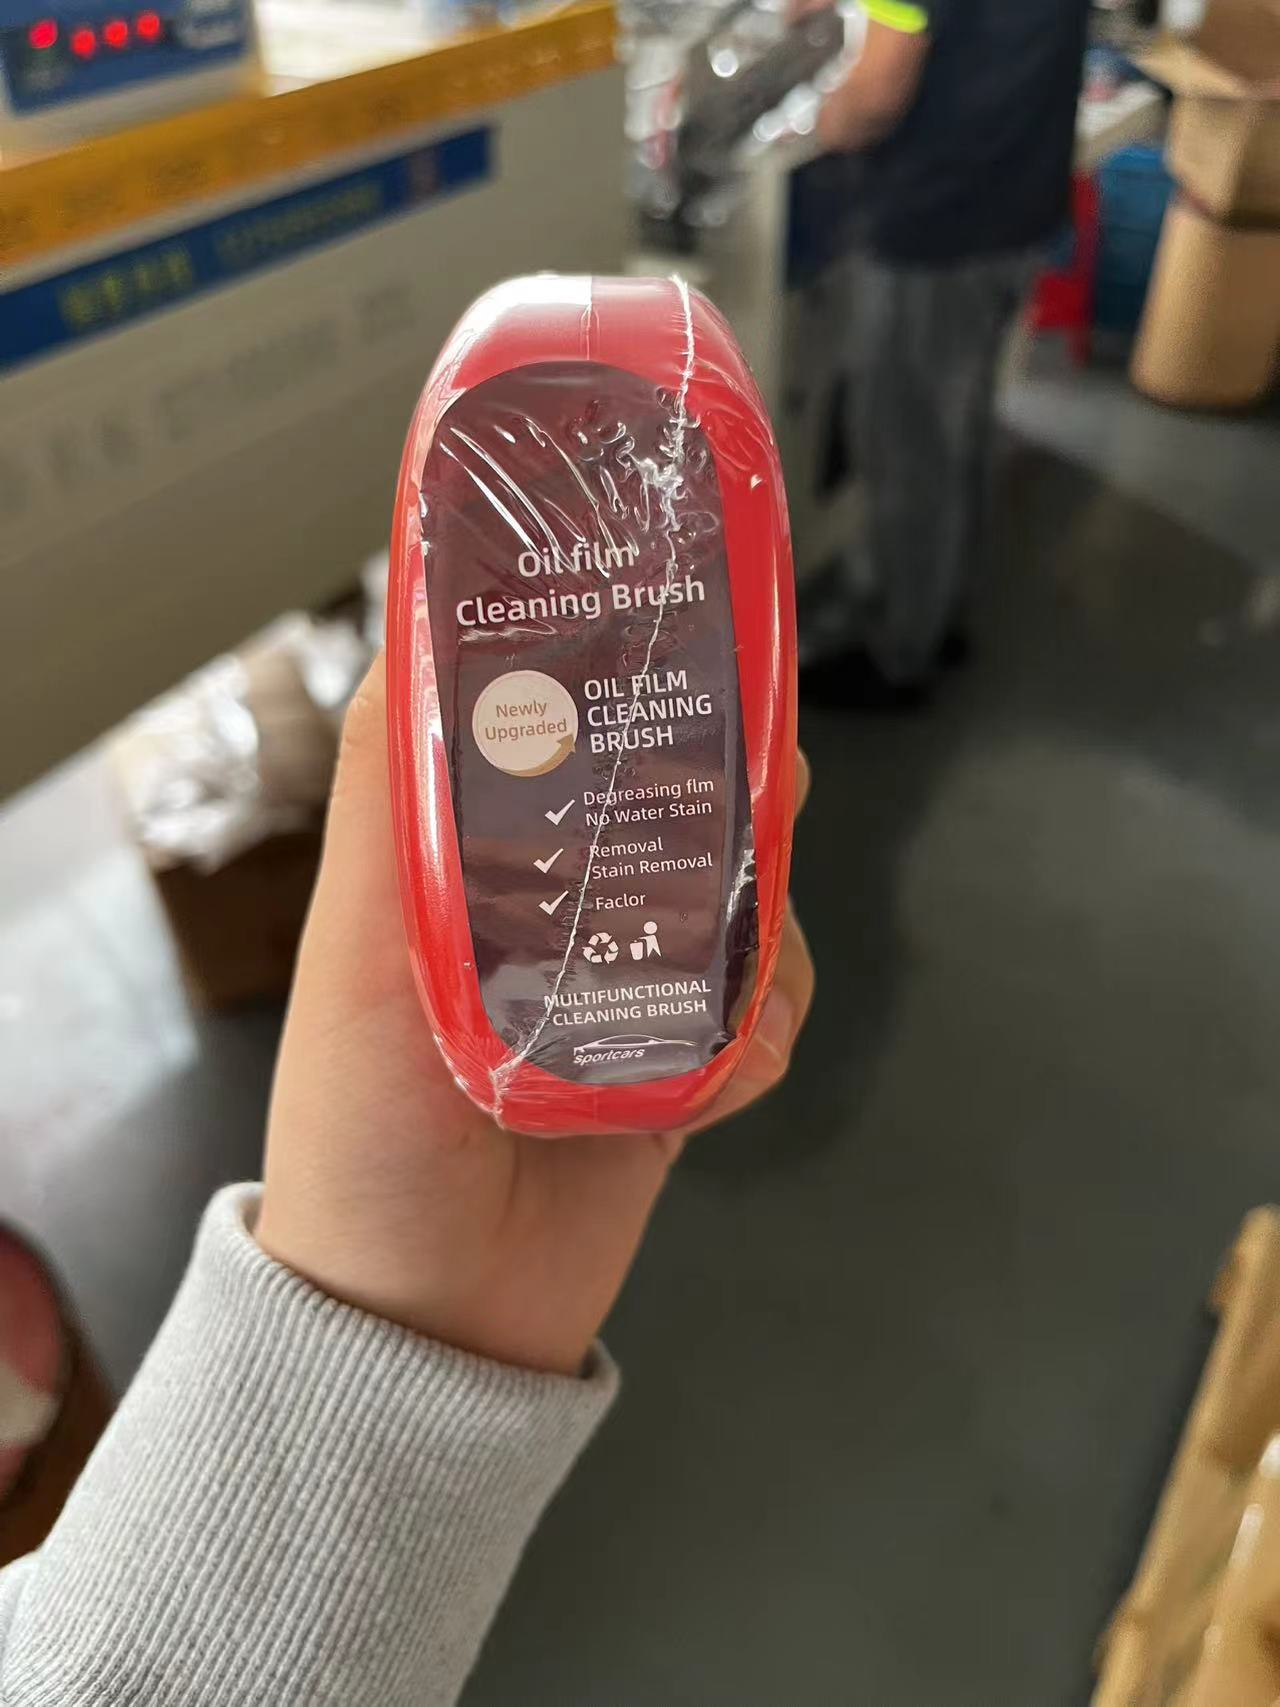 Oil film
Cleaning Brush
Newly
Upgraded
OIL FILM
CLEANING
BRUSH
Degreasing flm
No Water Stain
Removal
Stain Removal
Faclor
MULTIFUNCTIONAL
CLEANING BRUSH
sportcars